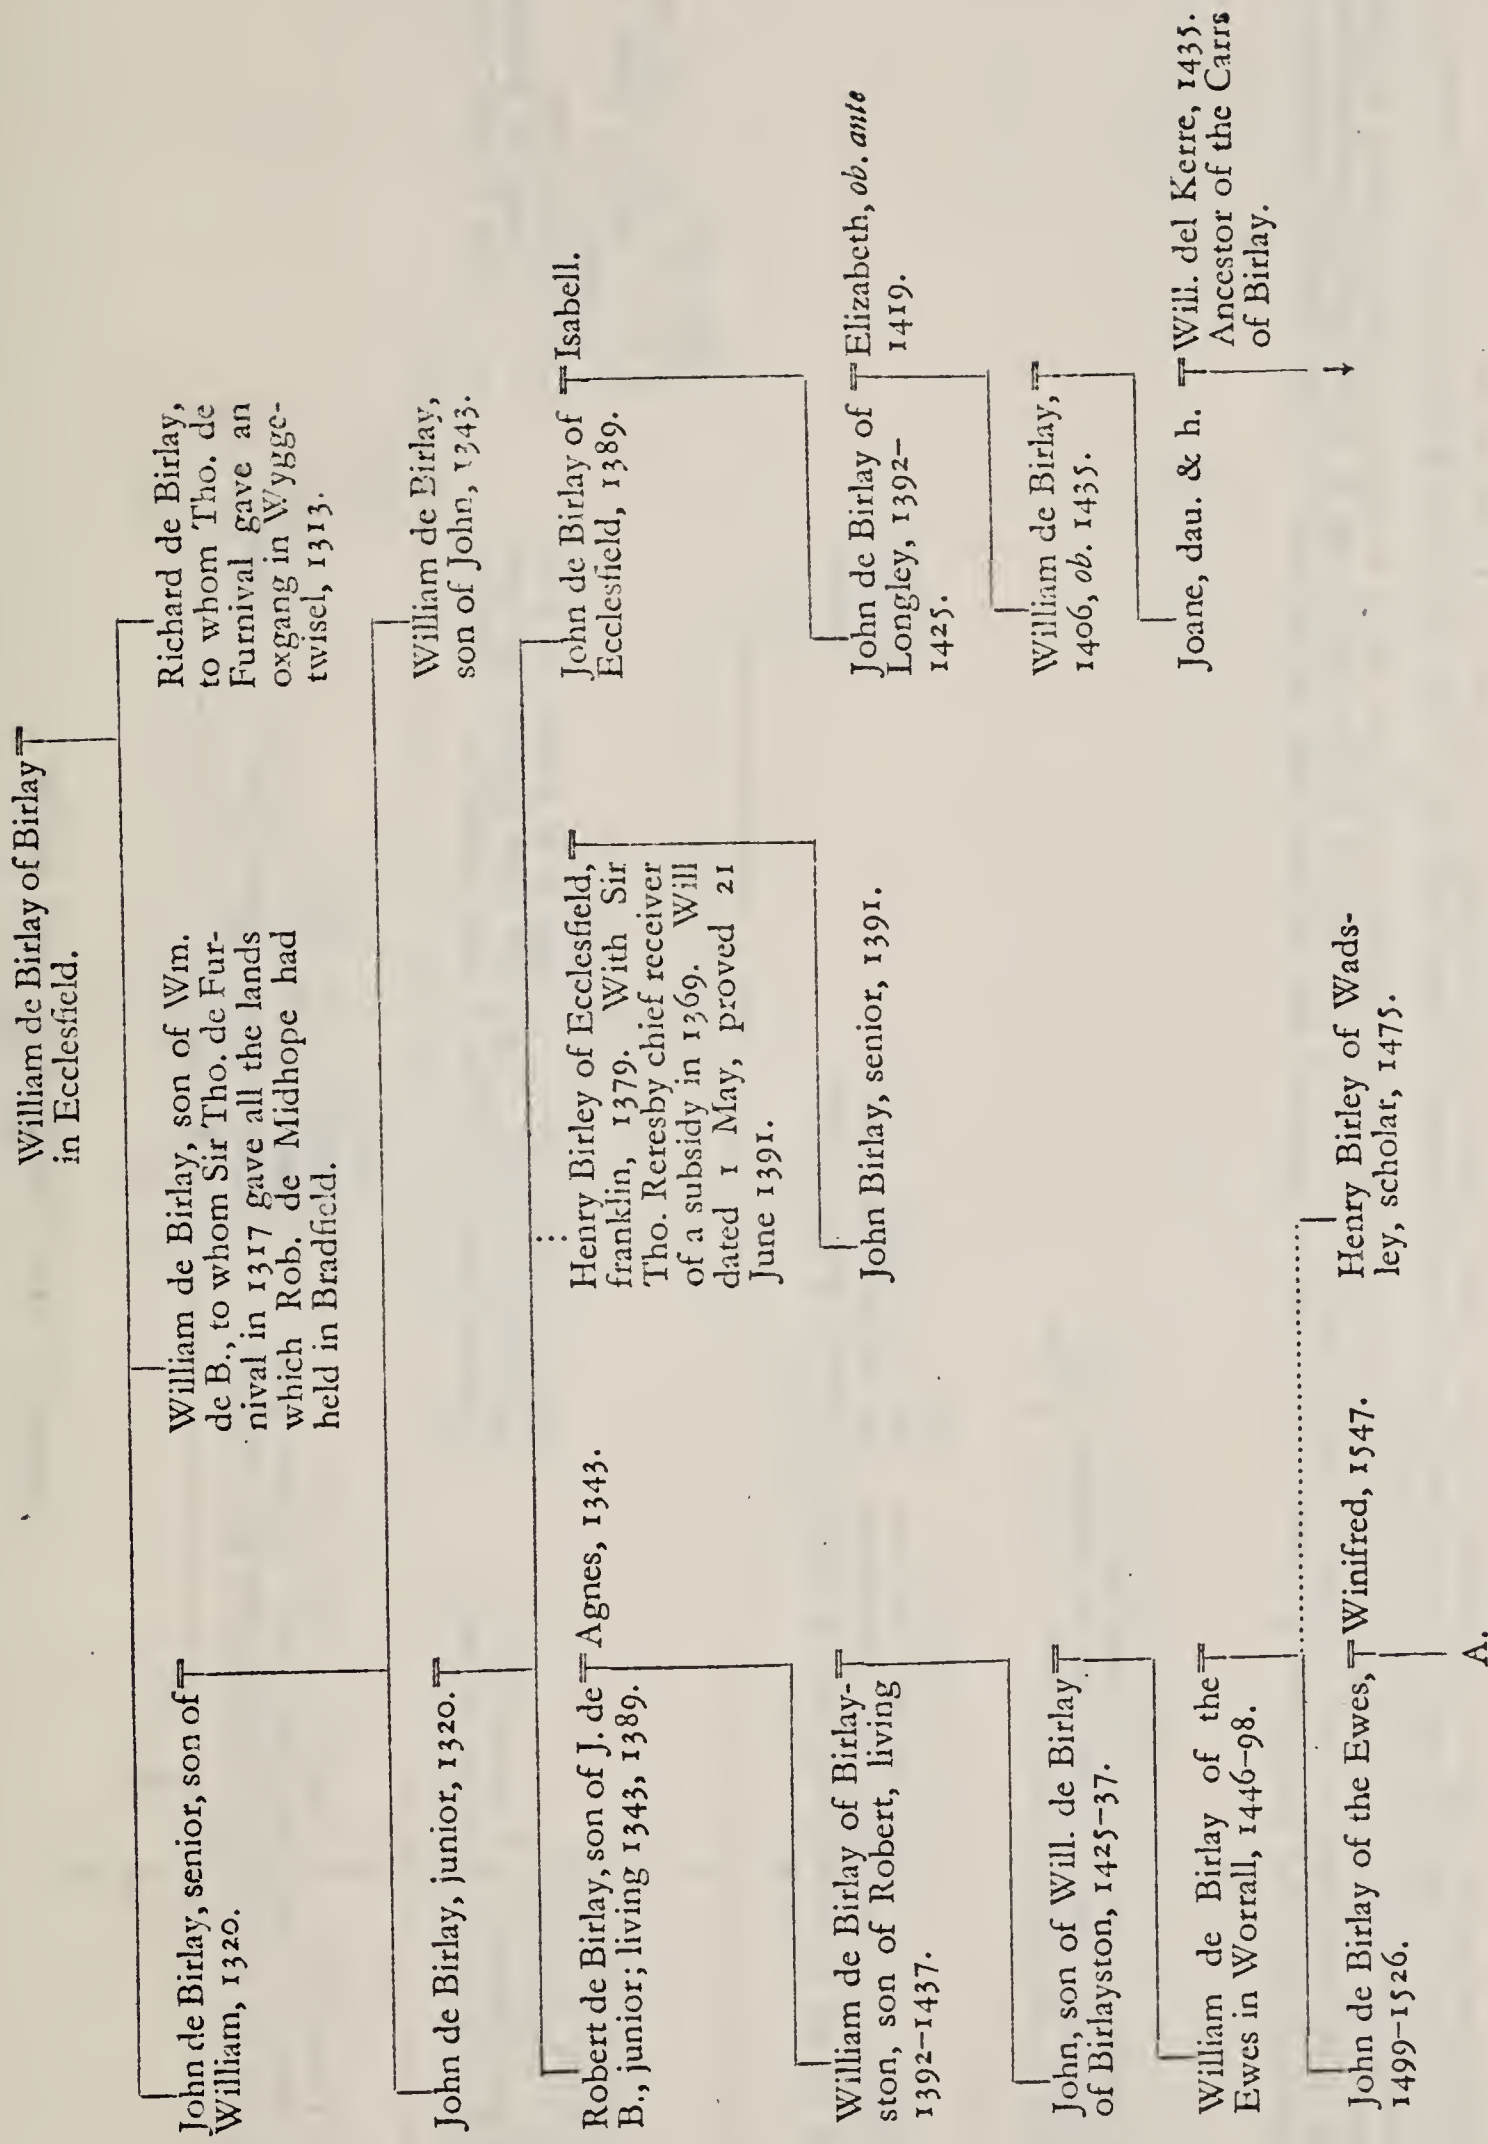 William de Birlay of Birlay
in Ecclesfield.
John de Birlay, senior, son of
William, 1320.
William de Birlay, son of Wm.
de B., to whom Sir Tho. de Fur-
nival in 1317 gave all the lands
which Rob. de Midhope had
held in Bradfield.
Richard de Birlay,
to whom Tho. de
Furnival gave an
oxgang in Wygge-
twisel, 1313.
John de Birlay, junior, 1320.
William de Birlay,
son of John, 1343.
Robert de Birlay, son of J. de
B., junior; living 1343, 1389.
Agnes, 1343.
Henry Birley of Ecclesfield,
franklin, 1379. With Sir
Tho. Reresby chief receiver
of a subsidy in 1369. Will
dated 1 May, proved 21
June 1391.
John de Birlay of
Ecclesfield, 1389.
Isabell.
William de Birlay of Birlay-
ston, son of Robert, living
1392–1437.
John Birlay, senior, 1391.
John de Birlay of
Longley, 1392–
1425.
Elizabeth, ob. ante
1419.
John, son of Will. de Birlay
of Birlayston, 1425–37.
William de Birlay,
1406, ob. 1435.
William de Birlay of the
Ewes in Worrall, 1446–98.
Joane, dau. & h.
Will. del Kerre, 1435.
Ancestor of the Carrs
of Birlay.
John de Birlay of the Ewes,
1499–1526.
Winifred, 1547.
Henry Birley of Wads-
ley, scholar, 1475.
A.